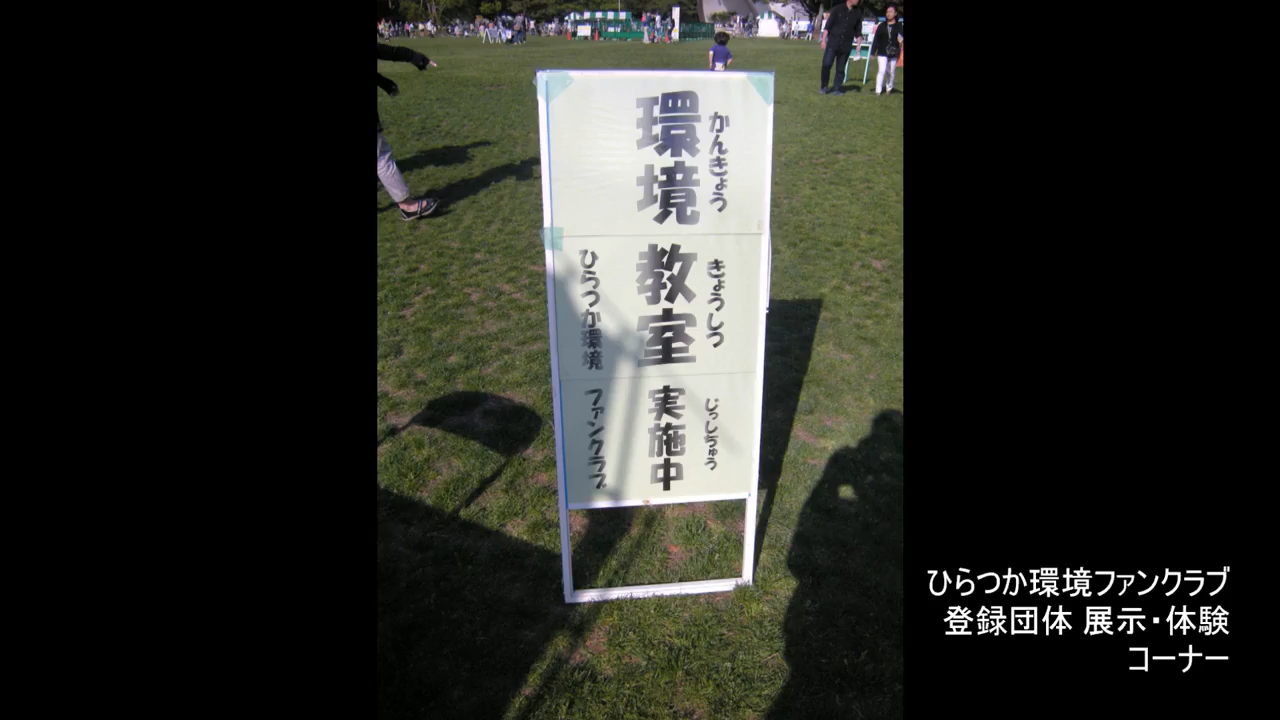 かんきょう
環境
きょうしつ
教室
じっしちゅう
実施中
ひらつか環境
ファンクラブ
ひらつか環境ファンクラブ
登録団体 展示・体験
コーナー